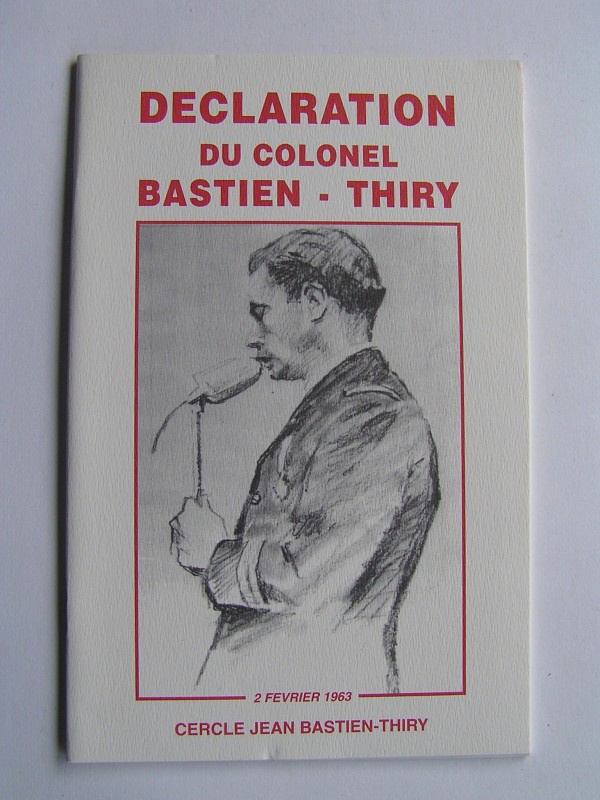 DECLARATION
DU COLONEL
BASTIEN - THIRY
2 FEVRIER 1963
CERCLE JEAN BASTIEN-THIRY